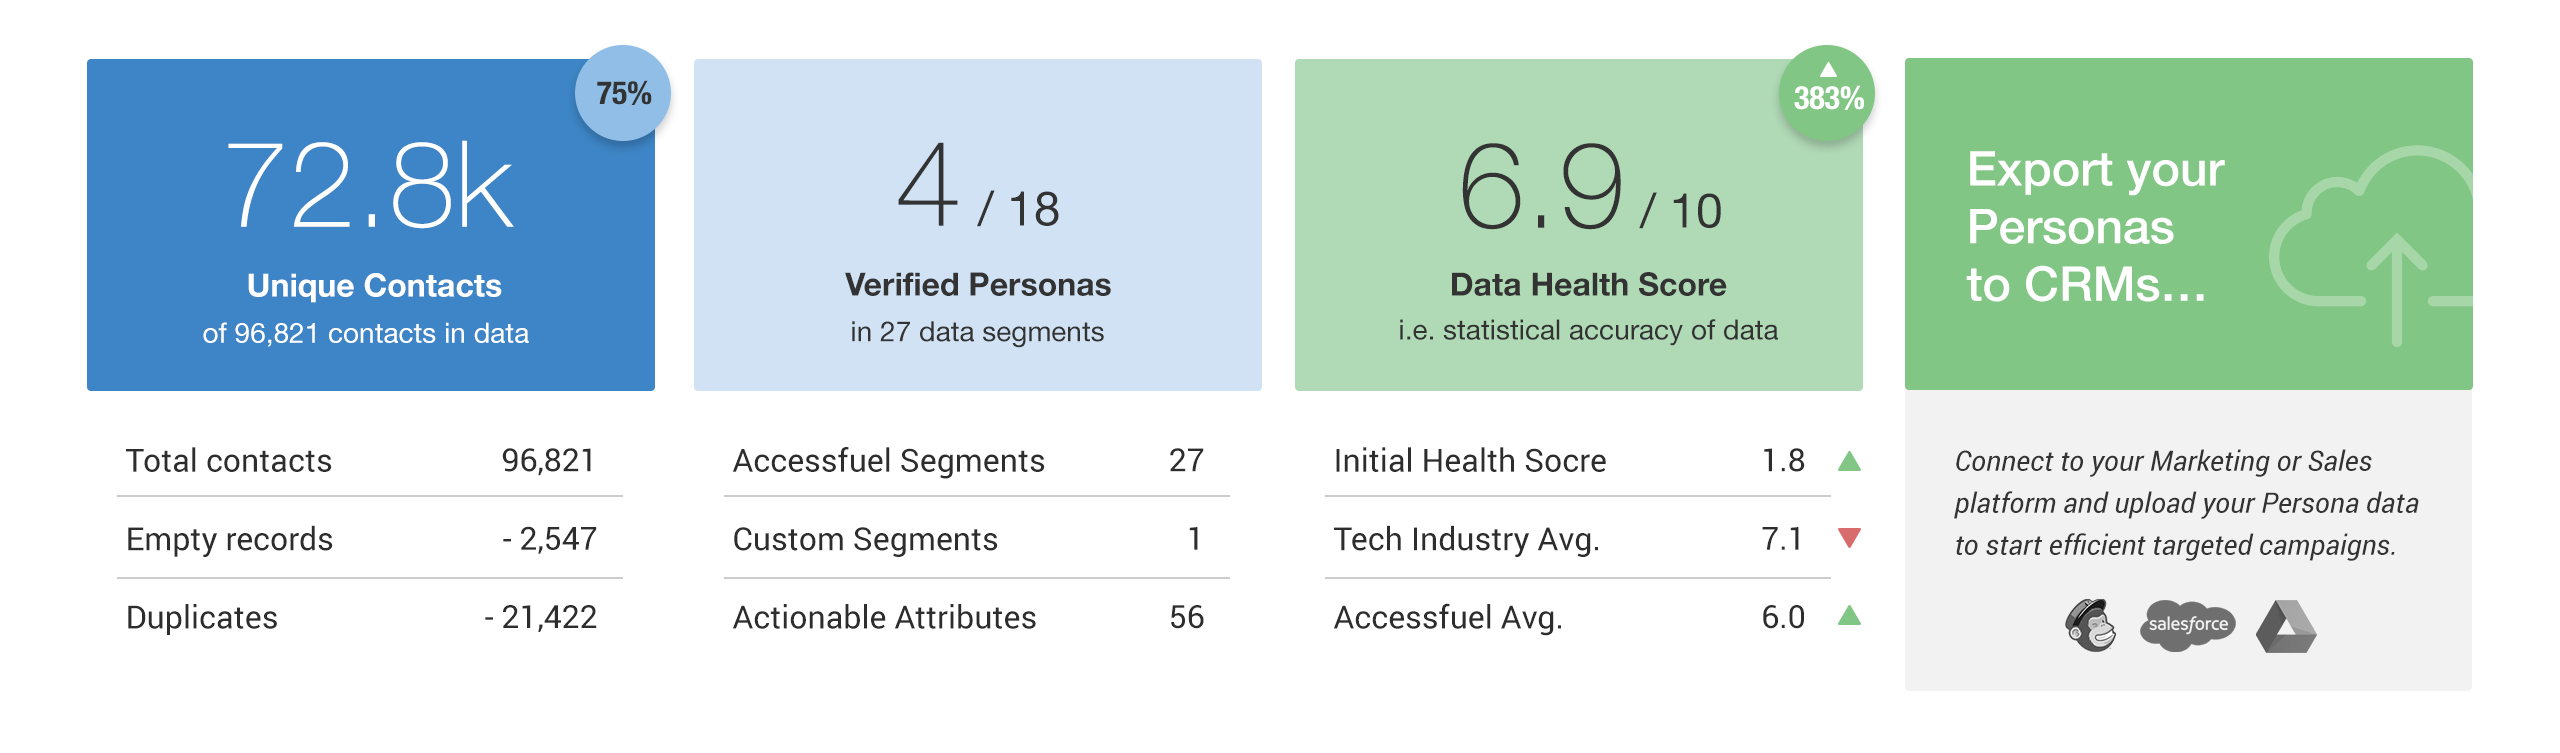 75%
72.8k
Unique Contacts
of 96,821 contacts in data
Total contacts 96,821
Empty records - 2,547
Duplicates - 21,422
4 / 18
Verified Personas
in 27 data segments
Accessfuel Segments 27
Custom Segments 1
Actionable Attributes 56
383%
6.9 / 10
Data Health Score
i.e. statistical accuracy of data
Initial Health Socre 1.8
Tech Industry Avg. 7.1
Accessfuel Avg. 6.0
Export your
Personas
to CRMs...
Connect to your Marketing or Sales
platform and upload your Persona data
to start efficient targeted campaigns.
salesforce